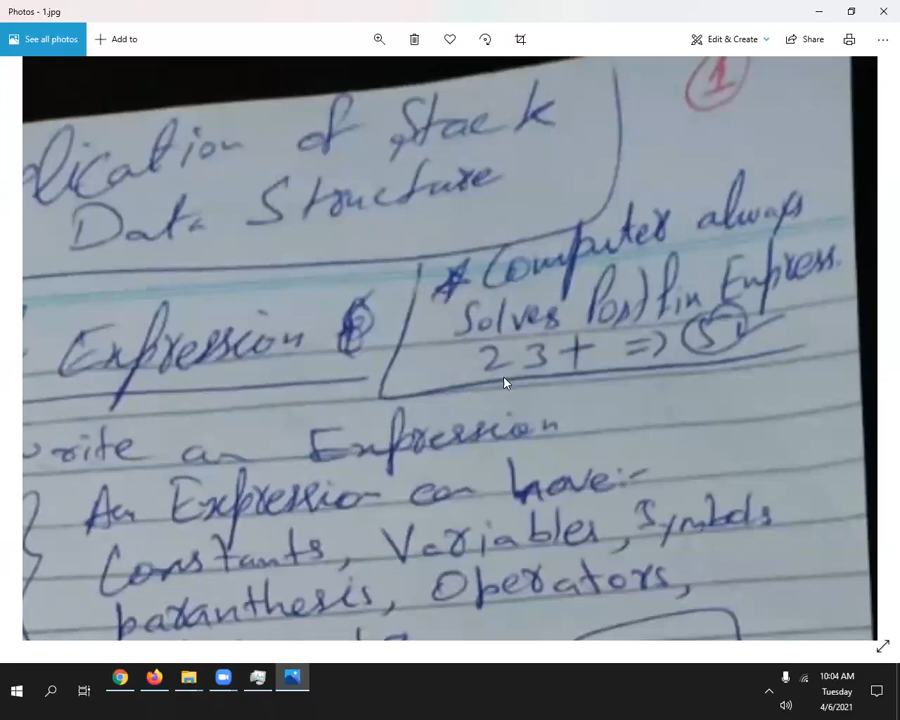 Photos - 1.jpg
See all photos
Add to
Edit & Create
Share
1
lication of Stack
Data Structure
* Computer always
Solves Postfix Express.
2 3 + => 5
Expression
rite an Expression
An Expression can have:-
Constants, Variables, Symbols
paranthesis, Operators,
10:04 AM
Tuesday
4/6/2021